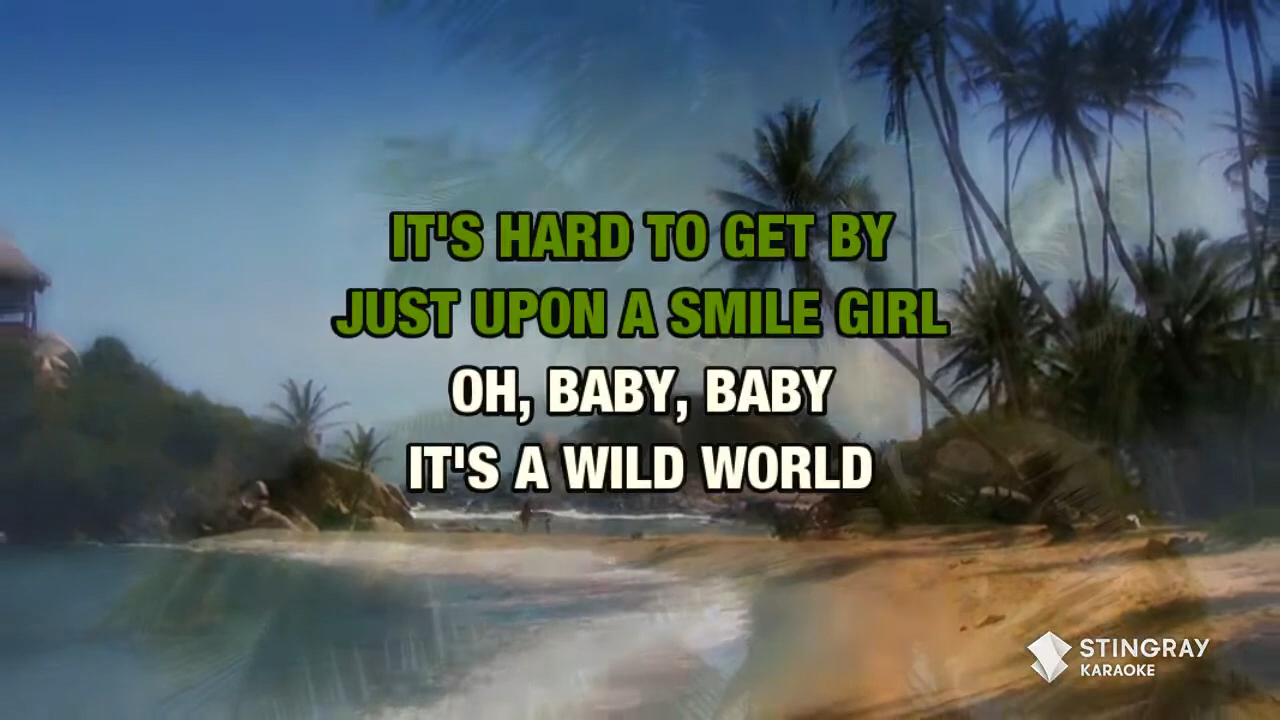 IT'S HARD TO GET BY
JUST UPON A SMILE GIRL
OH, BABY, BABY
IT'S A WILD WORLD
STINGRAY
KARAOKE